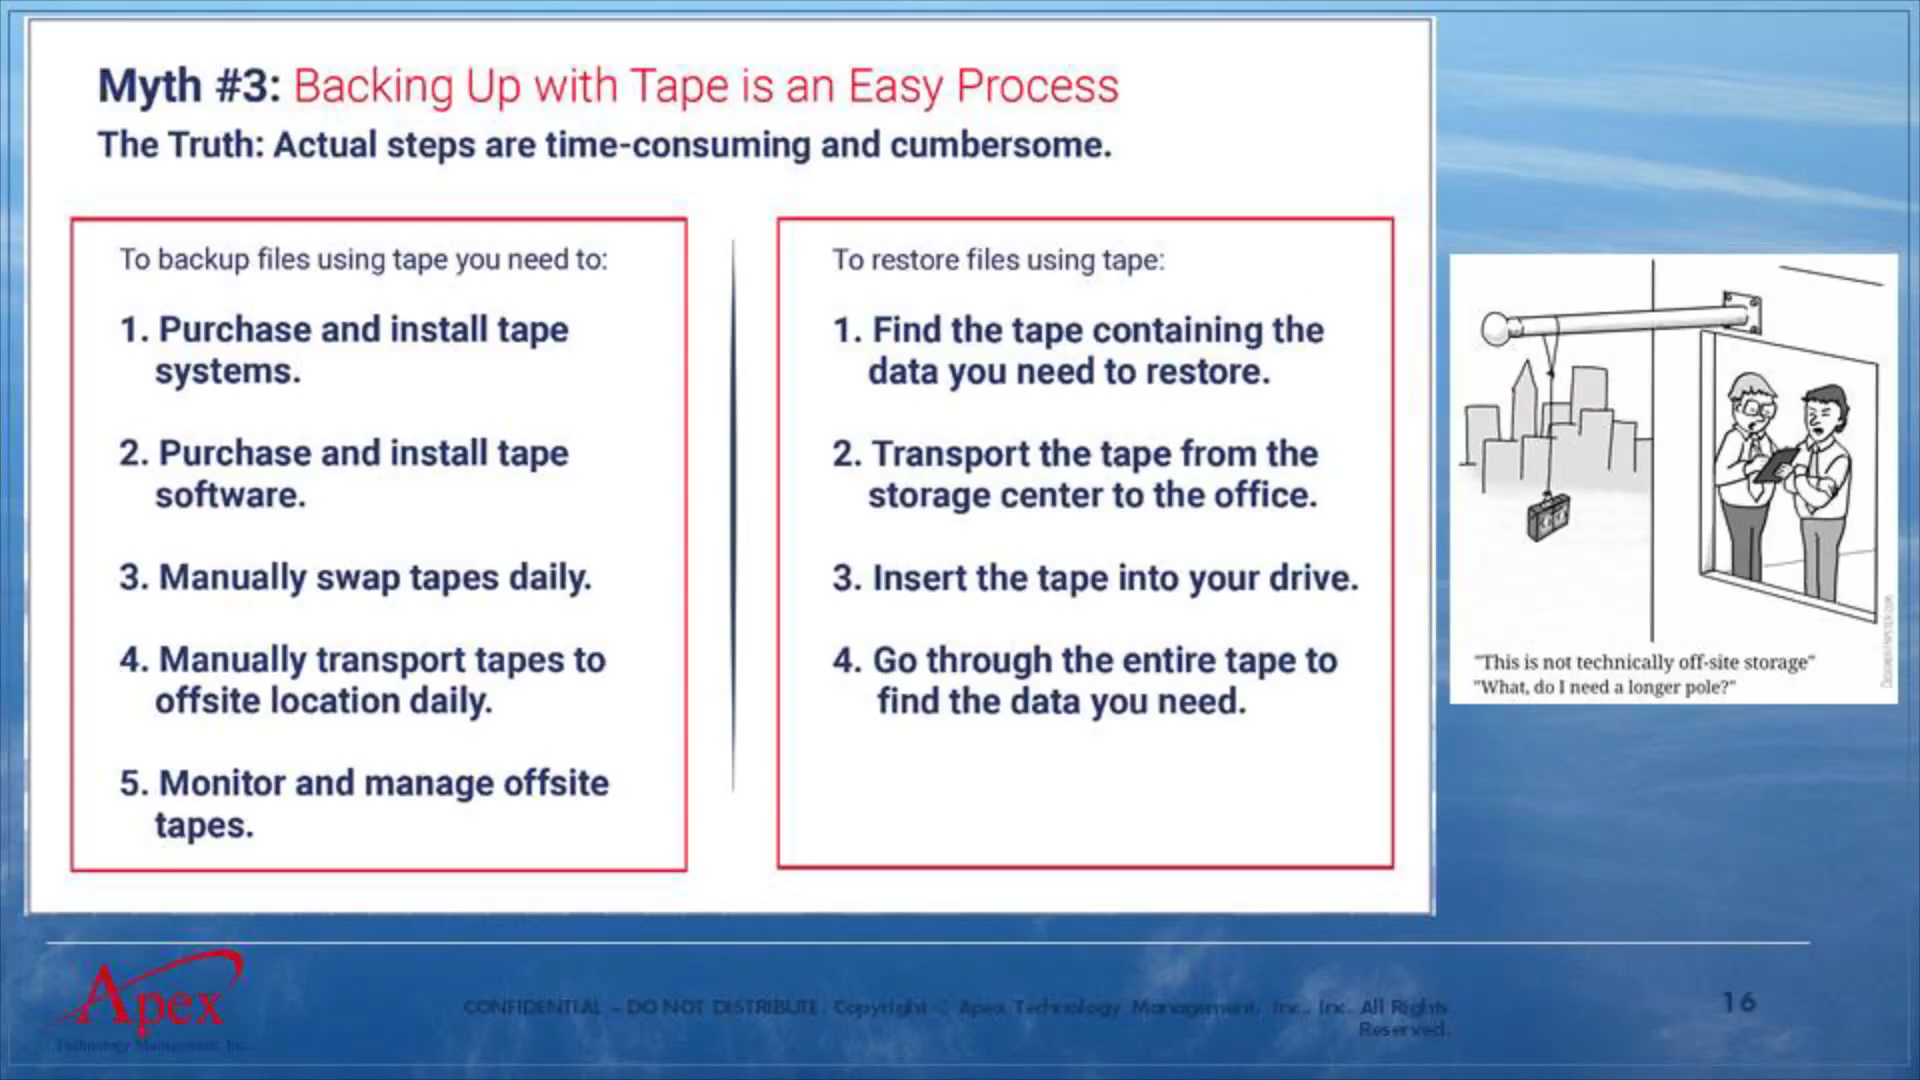 Myth #3: Backing Up with Tape is an Easy Process
The Truth: Actual steps are time-consuming and cumbersome.
To backup files using tape you need to:
1. Purchase and install tape
systems.
2. Purchase and install tape
software.
3. Manually swap tapes daily.
4. Manually transport tapes to
offsite location daily.
5. Monitor and manage offsite
tapes.
To restore files using tape:
1. Find the tape containing the
data you need to restore.
2. Transport the tape from the
storage center to the office.
3. Insert the tape into your drive.
4. Go through the entire tape to
find the data you need.
"This is not technically off-site storage"
"What, do I need a longer pole?"
Apex
Technology Management, Inc.
CONFIDENTIAL – DO NOT DISTRIBUTE. Copyright © Apex Technology Management, Inc., Inc. All Rights
Reserved.
16